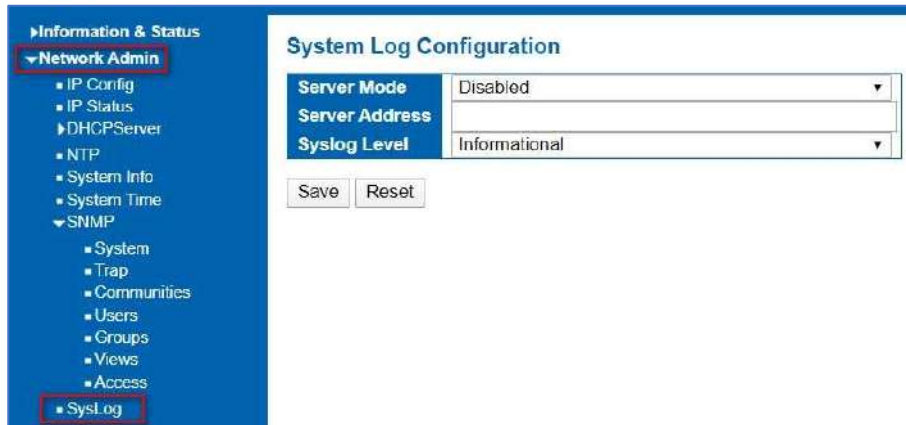 Information & Status
Network Admin
IP Config
IP Status
DHCPServer
NTP
System Info
System Time
SNMP
System
Trap
Communities
Users
Groups
Views
Access
SysLog
System Log Configuration
Server Mode Disabled
Server Address
Syslog Level Informational
Save Reset